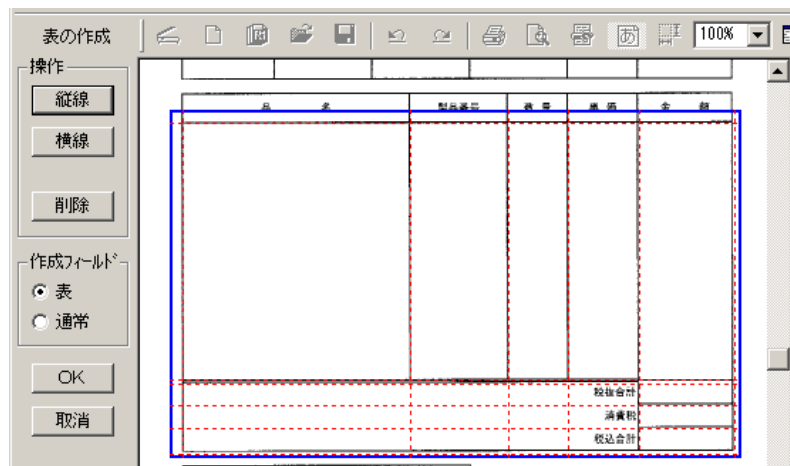 表の作成
100%
操作
縦線
横線
削除
作成フィールド
表
通常
OK
取消
品 名 製品番号 数 量 単 価 金 額
税抜合計
消費税
税込合計